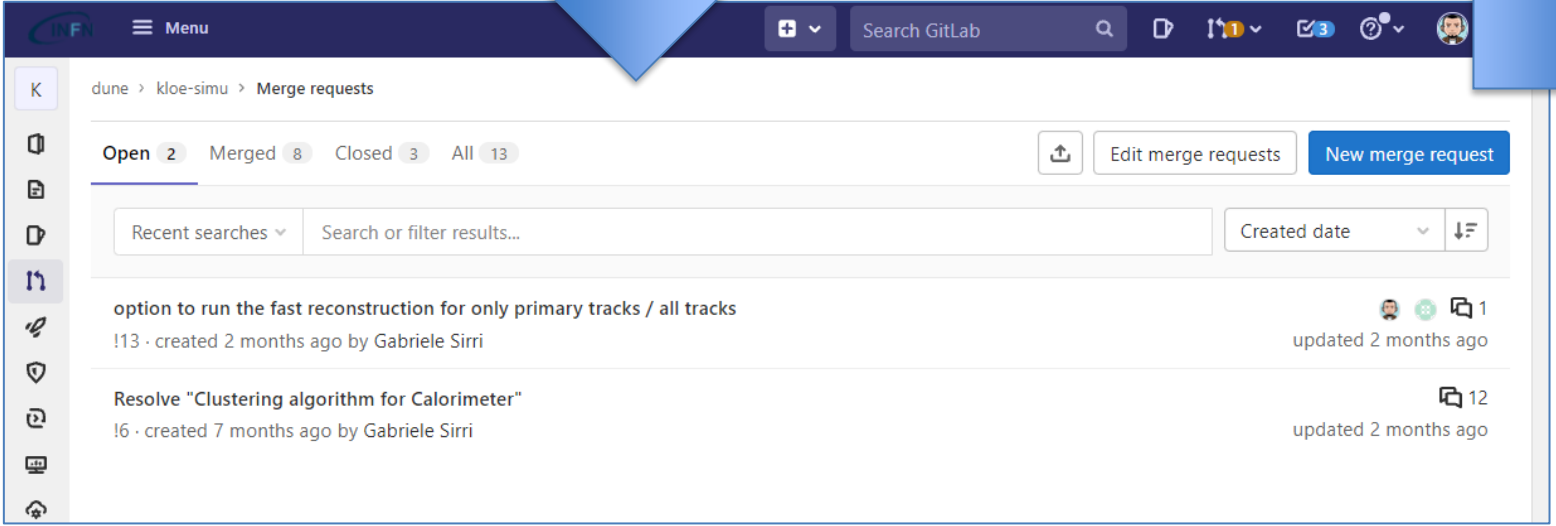 INFN Menu Search GitLab 1 3
K dune › kloe-simu › Merge requests
Open 2 Merged 8 Closed 3 All 13 Edit merge requests New merge request
Recent searches Search or filter results... Created date
option to run the fast reconstruction for only primary tracks / all tracks 1
!13 · created 2 months ago by Gabriele Sirri updated 2 months ago
Resolve "Clustering algorithm for Calorimeter" 12
!6 · created 7 months ago by Gabriele Sirri updated 2 months ago